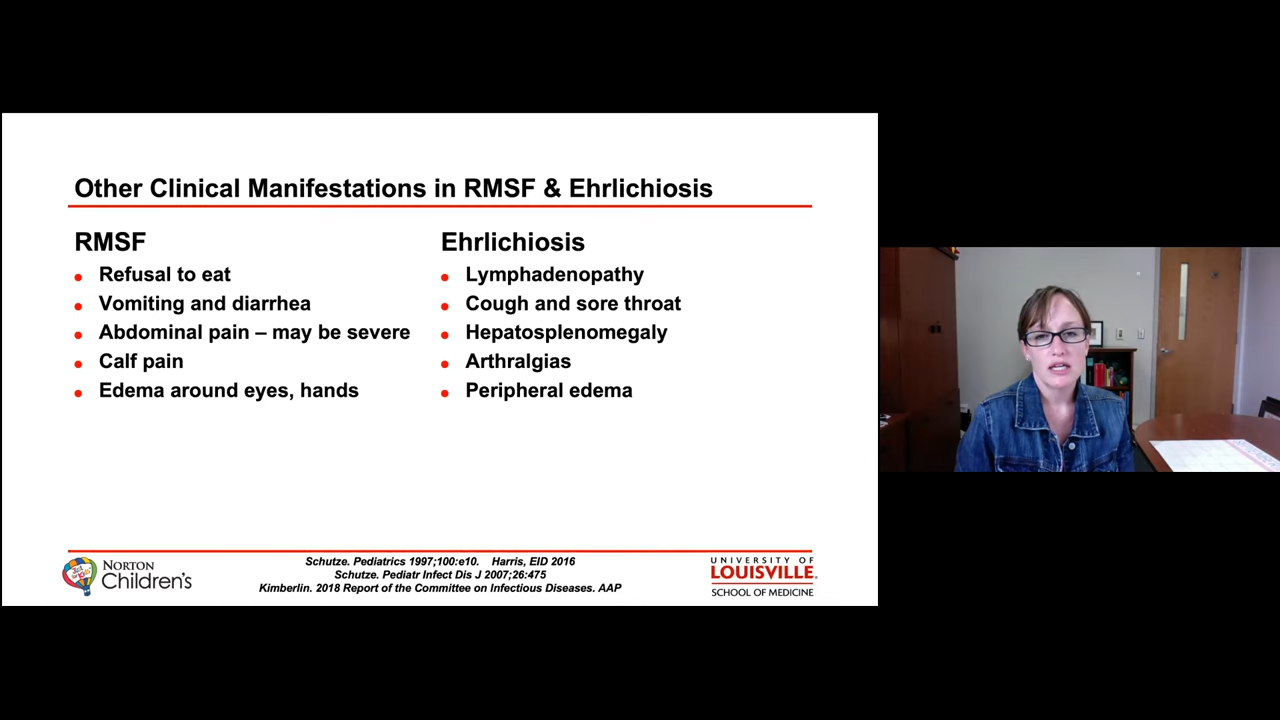 Other Clinical Manifestations in RMSF & Ehrlichiosis
RMSF
• Refusal to eat
• Vomiting and diarrhea
• Abdominal pain – may be severe
• Calf pain
• Edema around eyes, hands
Ehrlichiosis
• Lymphadenopathy
• Cough and sore throat
• Hepatosplenomegaly
• Arthralgias
• Peripheral edema
NORTON
Children's
Schutze. Pediatrics 1997;100:e10. Harris, EID 2016
Schutze. Pediatr Infect Dis J 2007;26:475
Kimberlin. 2018 Report of the Committee on Infectious Diseases. AAP
UNIVERSITY OF
LOUISVILLE.
SCHOOL OF MEDICINE